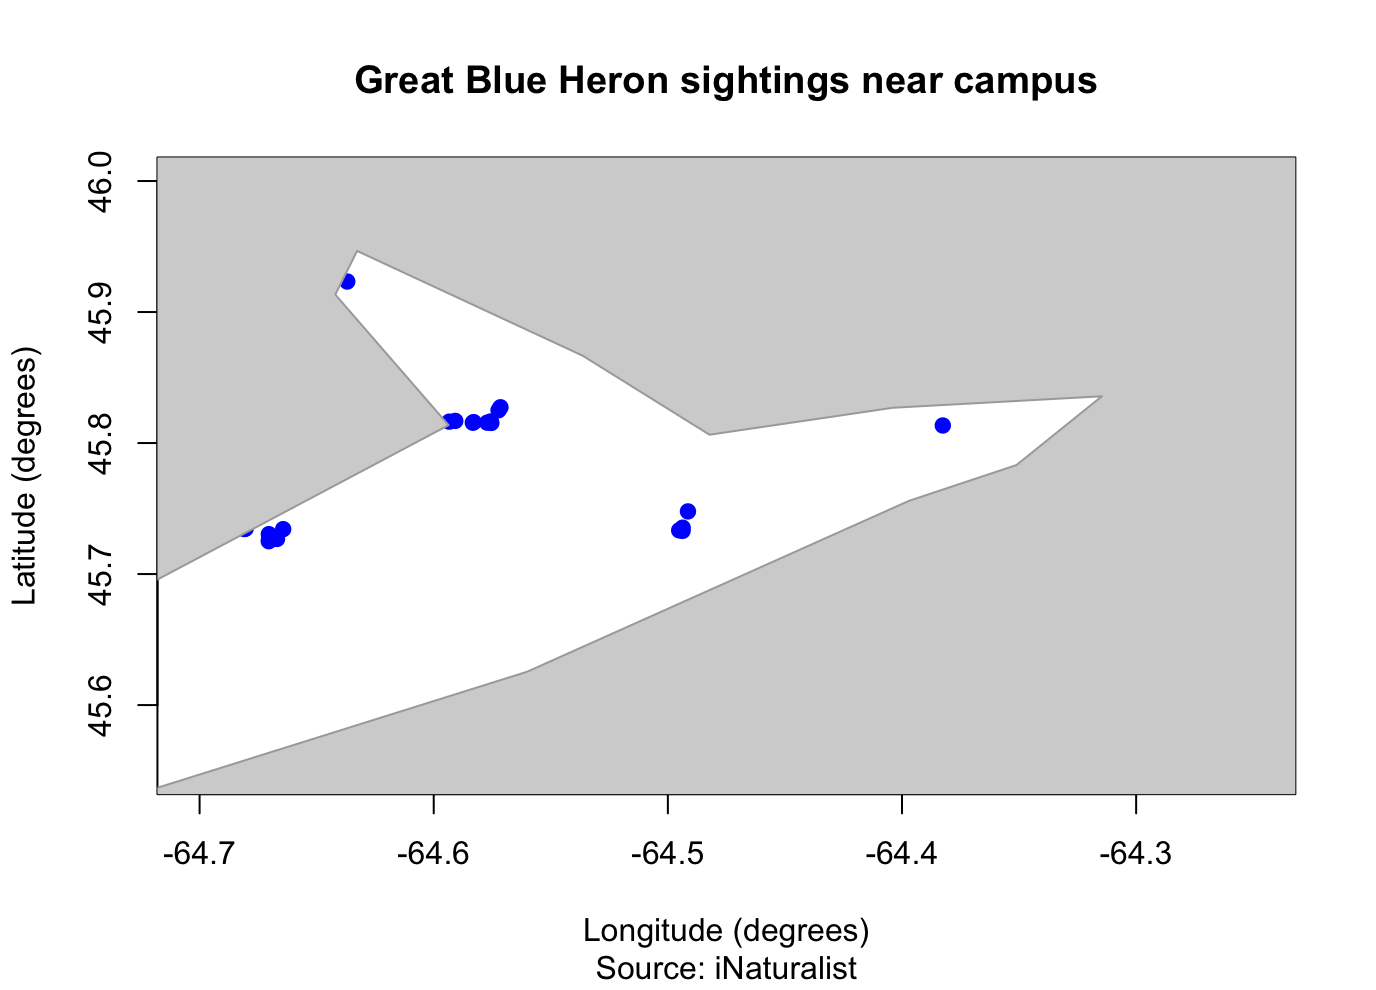 Great Blue Heron sightings near campus
Latitude (degrees)
46.0
45.9
45.8
45.7
45.6
-64.7 -64.6 -64.5 -64.4 -64.3
Longitude (degrees)
Source: iNaturalist